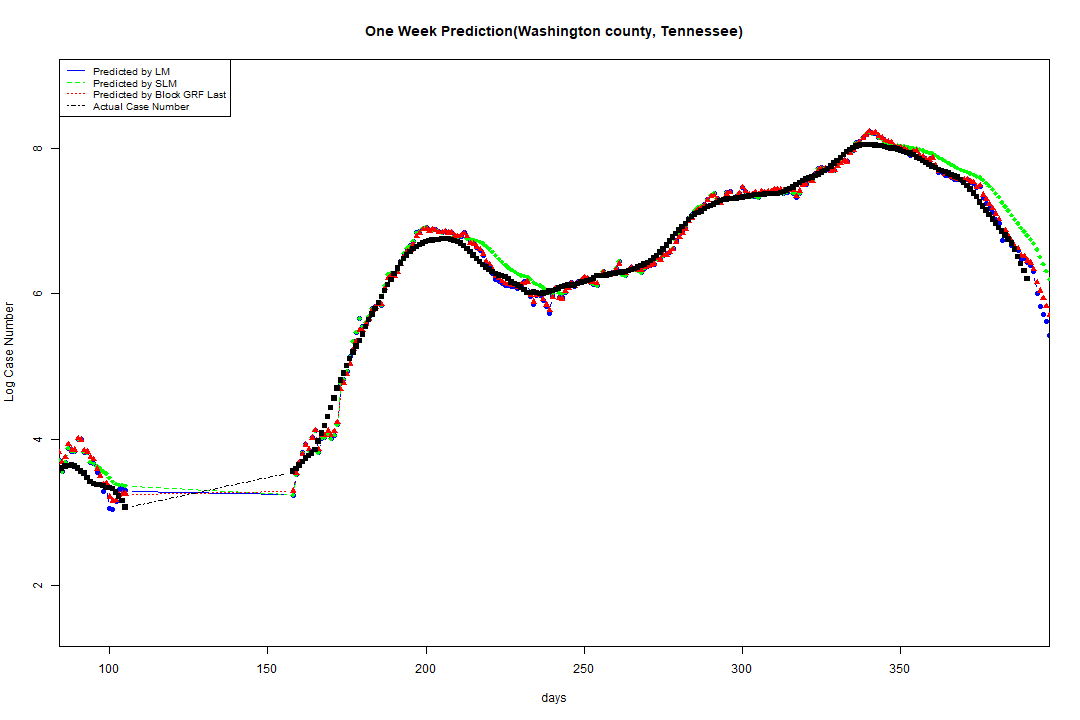 One Week Prediction(Washington county, Tennessee)
Predicted by LM
Predicted by SLM
Predicted by Block GRF Last
Actual Case Number
8
6
4
2
Log Case Number
100 150 200 250 300 350
days